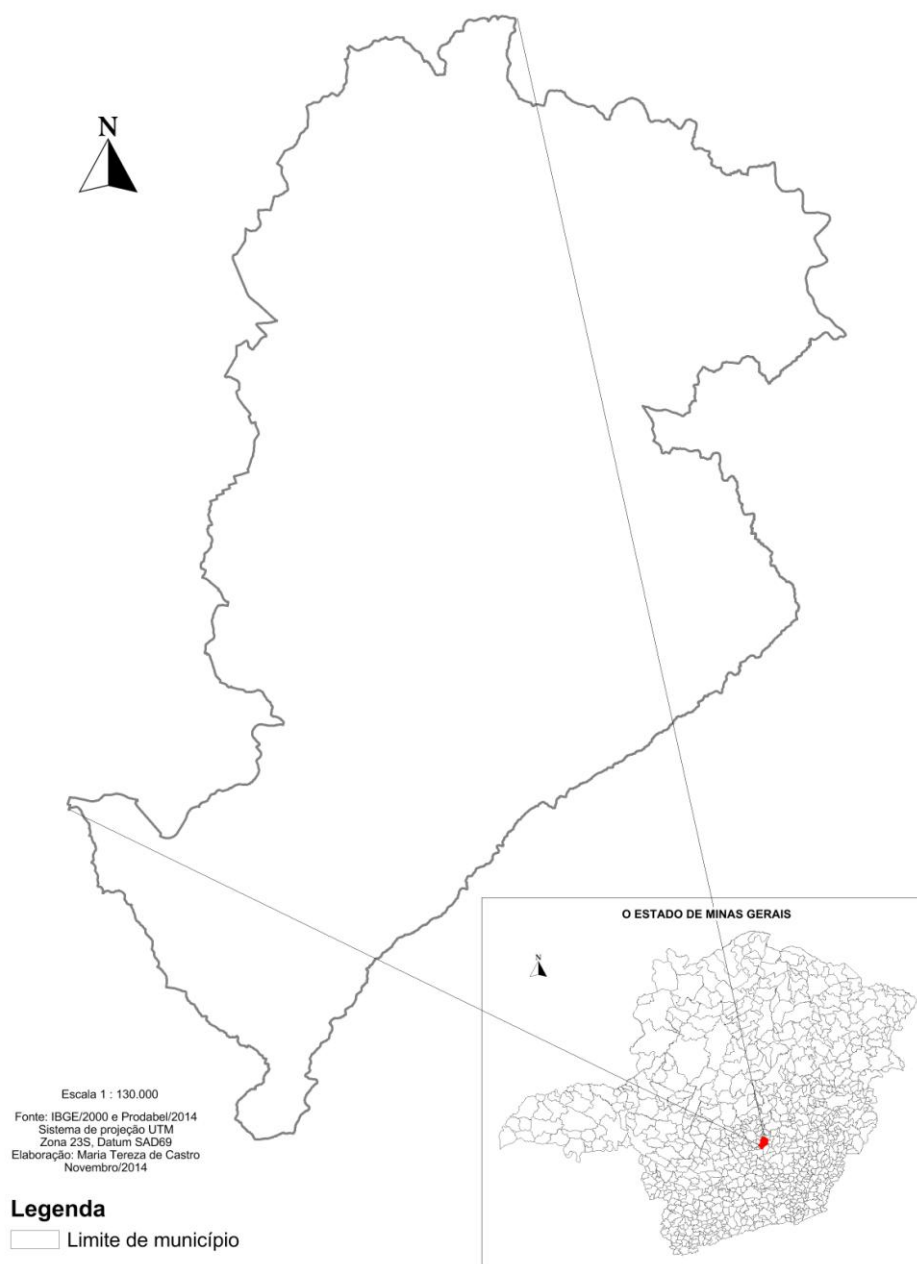 N
O ESTADO DE MINAS GERAIS
N
Escala 1 : 130.000
Fonte: IBGE/2000 e Prodabel/2014
Sistema de projeção UTM
Zona 23S, Datum SAD69
Elaboração: Maria Tereza de Castro
Novembro/2014
Legenda
Limite de município